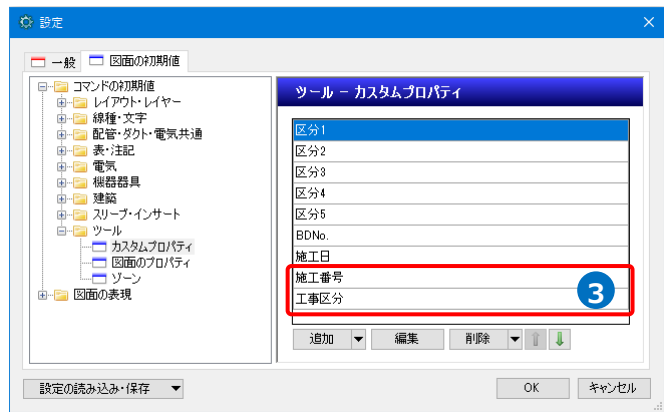 設定
一般
図面の初期値
コマンドの初期値
レイアウト・レイヤー
線種・文字
配管・ダクト・電気共通
表・注記
電気
機器器具
建築
スリーブ・インサート
ツール
カスタムプロパティ
図面のプロパティ
ゾーン
図面の表現
ツール - カスタムプロパティ
区分1
区分2
区分3
区分4
区分5
BDNo.
施工日
施工番号
工事区分
3
追加
編集
削除
設定の読み込み・保存
OK
キャンセル